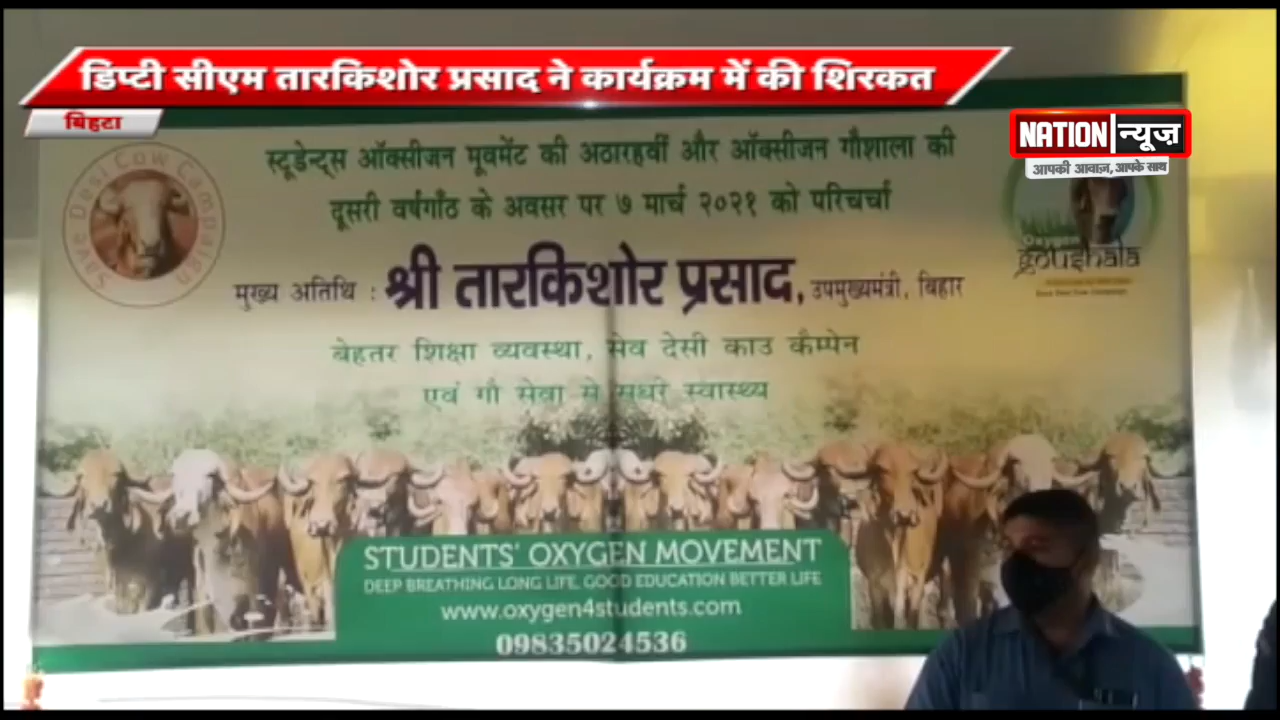 डिप्टी सीएम तारकिशोर प्रसाद ने कार्यक्रम में की शिरकत
बिहटा
NATION न्यूज़
आपकी आवाज़, आपके साथ
Save Desi Cow Campaign
स्टूडेन्ट्स ऑक्सीजन मूवमेंट की अठारहवीं और ऑक्सीजन गौशाला की
दूसरी वर्षगाँठ के अवसर पर ७ मार्च २०२१ को परिचर्चा
Oxygen
goushala
मुख्य अतिथि : श्री तारकिशोर प्रसाद, उपमुख्यमंत्री, बिहार
बेहतर शिक्षा व्यवस्था, सेव देसी काउ कैम्पेन
एवं गौ सेवा से सुधरे स्वास्थ्य
STUDENTS' OXYGEN MOVEMENT
DEEP BREATHING LONG LIFE, GOOD EDUCATION BETTER LIFE
www.oxygen4students.com
09835024536